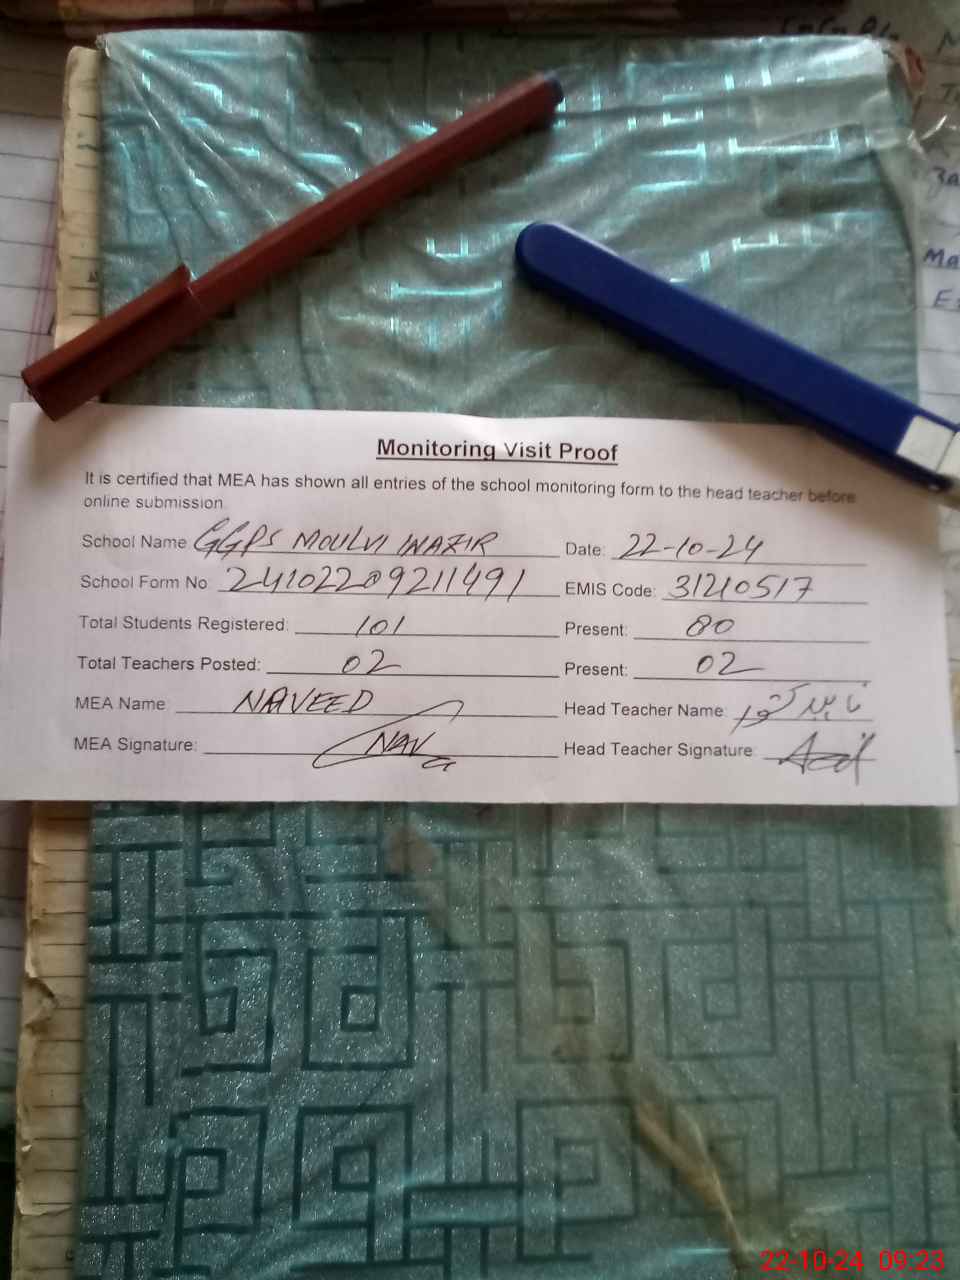 Monitoring Visit Proof
It is certified that MEA has shown all entries of the school monitoring form to the head teacher before
online submission
School Name GGPS MOULVI WAZIR Date: 22-10-24
School Form No: 24102209211491 EMIS Code: 31210517
Total Students Registered: 101 Present: 80
Total Teachers Posted: 02 Present: 02
MEA Name: NAVEED Head Teacher Name:
MEA Signature: NAV Head Teacher Signature:
22-10-24 09:23